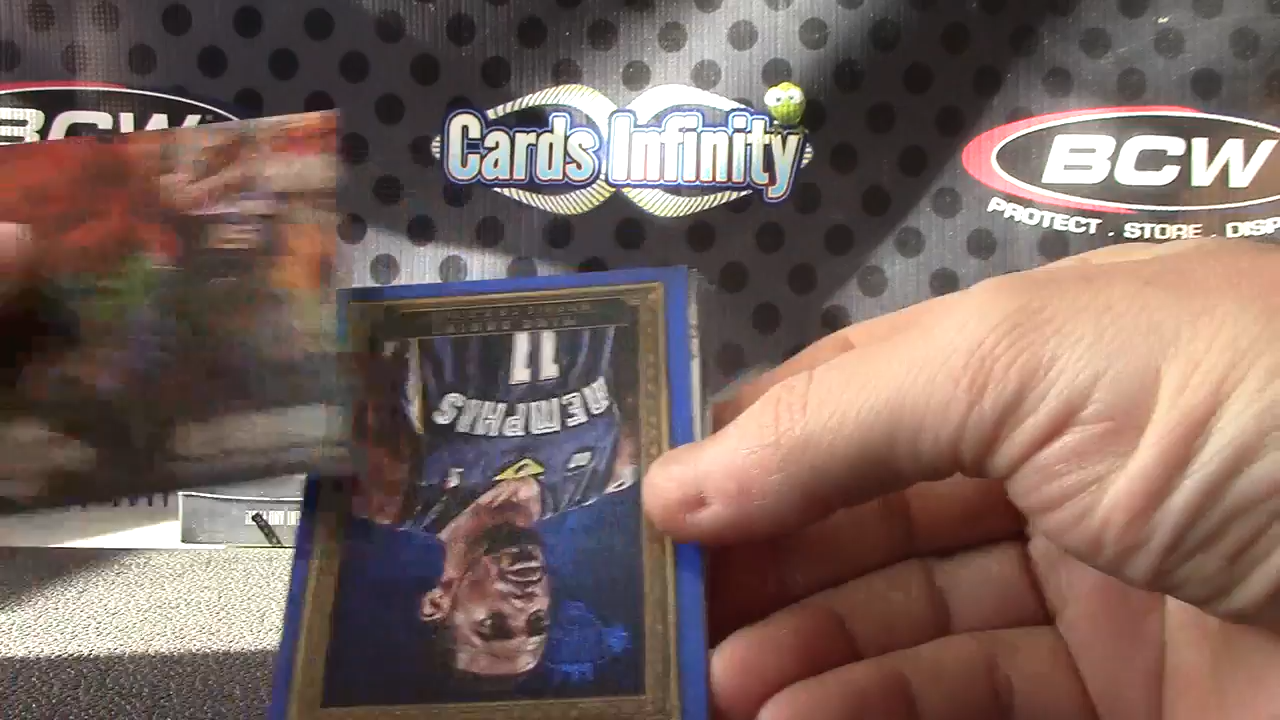 BCW
Cards Infinity
BCW
PROTECT . STORE . DISP
11
MEMPHIS